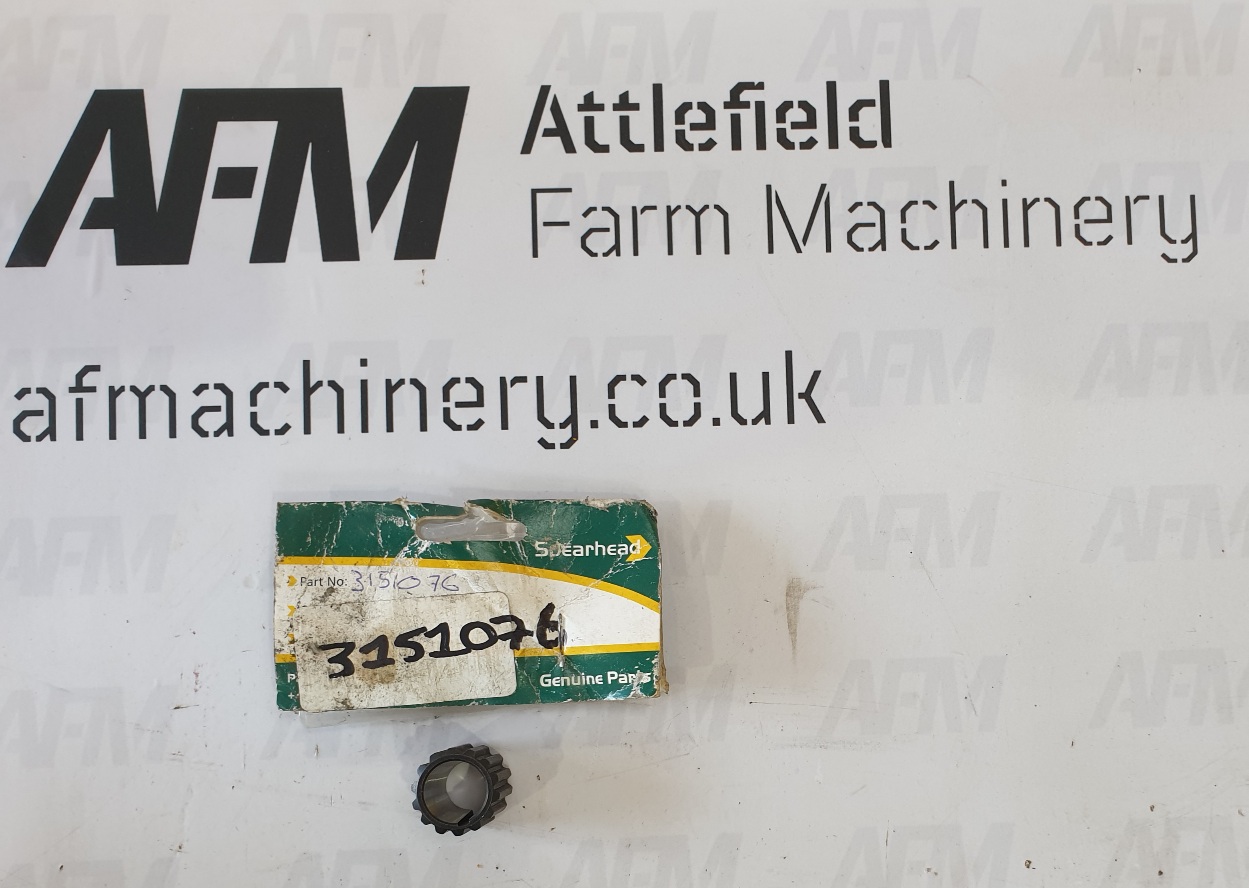 AFM
Attlefield
Farm Machinery
afmachinery.co.uk
Spearhead
Part No: 3151076
3151076
Genuine Parts